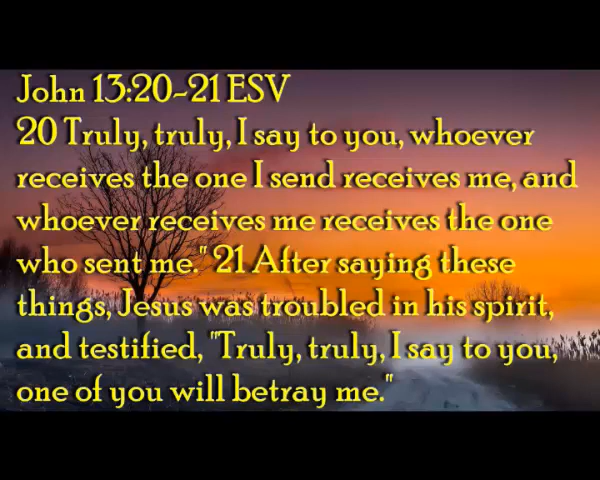 John 13:20-21 ESV
20 Truly, truly, I say to you, whoever
receives the one I send receives me, and
whoever receives me receives the one
who sent me." 21 After saying these
things, Jesus was troubled in his spirit,
and testified, "Truly, truly, I say to you,
one of you will betray me."